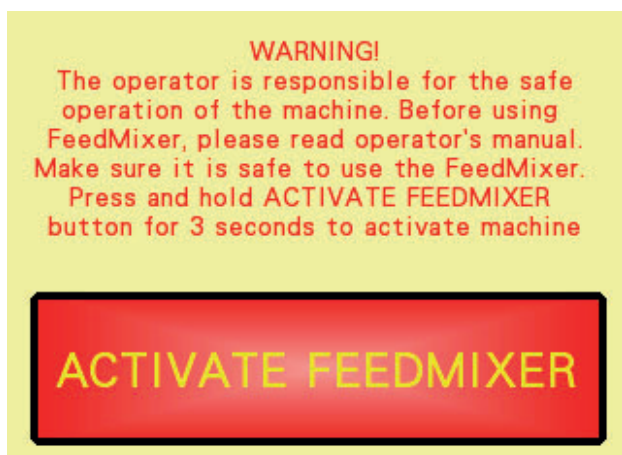 WARNING!
The operator is responsible for the safe
operation of the machine. Before using
FeedMixer, please read operator's manual.
Make sure it is safe to use the FeedMixer.
Press and hold ACTIVATE FEEDMIXER
button for 3 seconds to activate machine
ACTIVATE FEEDMIXER